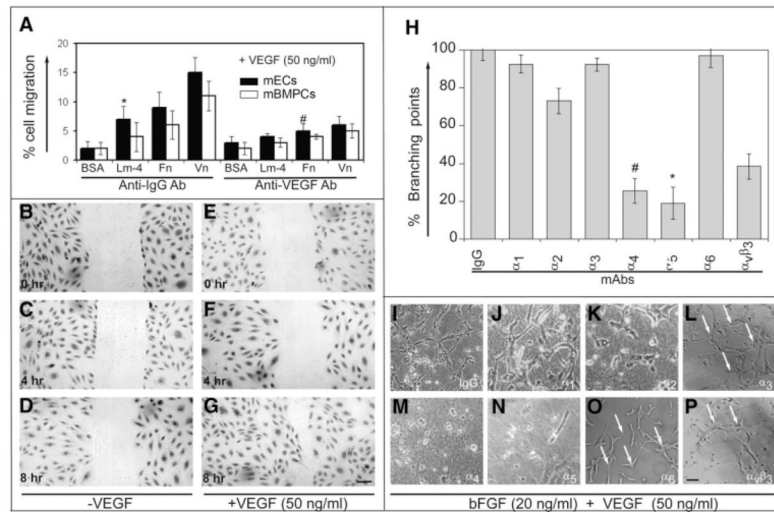 A
% cell migration
20
15
10
5
0
+ VEGF (50 ng/ml)
mECs
mBMPCs
*
#
BSA Lm-4 Fn Vn BSA Lm-4 Fn Vn
Anti-IgG Ab Anti-VEGF Ab
B
0 hr
E
0 hr
C
4 hr
F
4 hr
D
8 hr
G
8 hr
-VEGF
+VEGF (50 ng/ml)
H
% Branching points
100
80
60
40
20
0
#
*
IgG α1 α2 α3 α4 α5 α6 αvβ3
mAbs
I
IgG
J
α1
K
α2
L
α3
M
α4
N
α5
O
α6
P
αvβ3
bFGF (20 ng/ml) + VEGF (50 ng/ml)